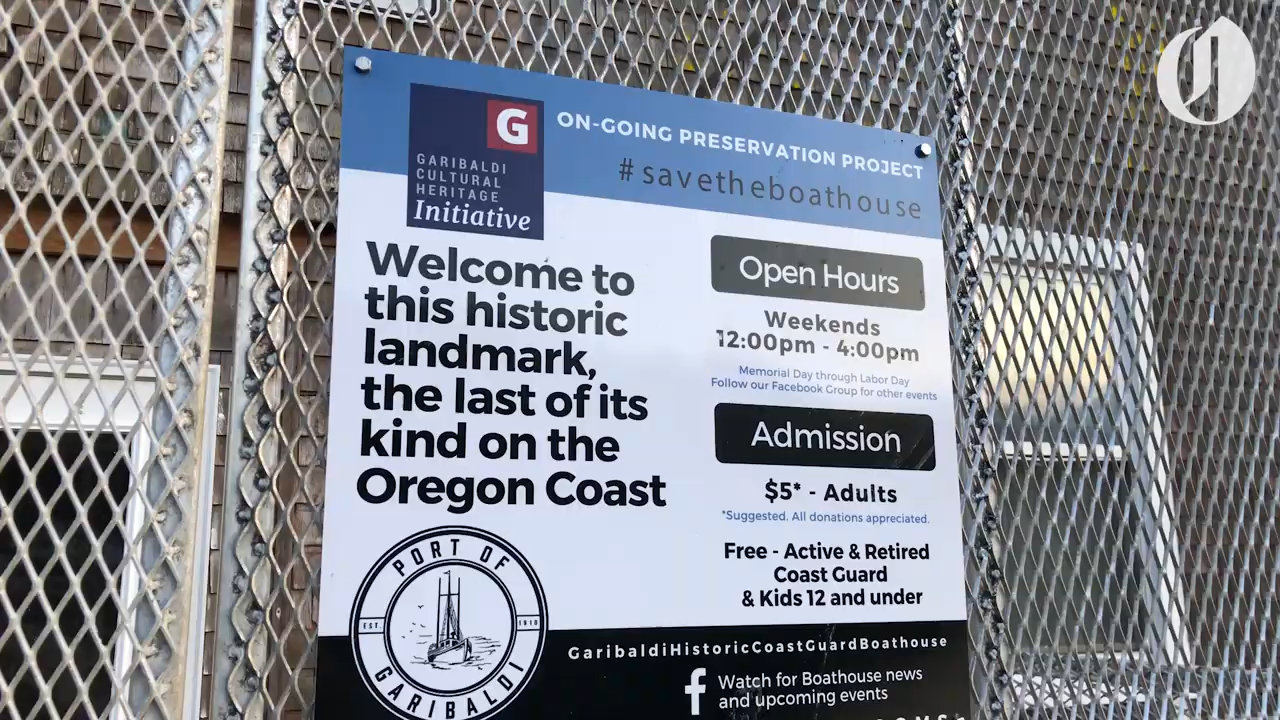 G
GARIBALDI
CULTURAL
HERITAGE
Initiative
ON-GOING PRESERVATION PROJECT
#savetheboathouse
Welcome to
this historic
landmark,
the last of its
kind on the
Oregon Coast
Open Hours
Weekends
12:00pm - 4:00pm
Memorial Day through Labor Day
Follow our Facebook Group for other events
Admission
$5* - Adults
*Suggested. All donations appreciated.
Free - Active & Retired
Coast Guard
& Kids 12 and under
PORT OF
EST. 1910
GARIBALDI
GaribaldiHistoricCoastGuardBoathouse
f
Watch for Boathouse news
and upcoming events
O